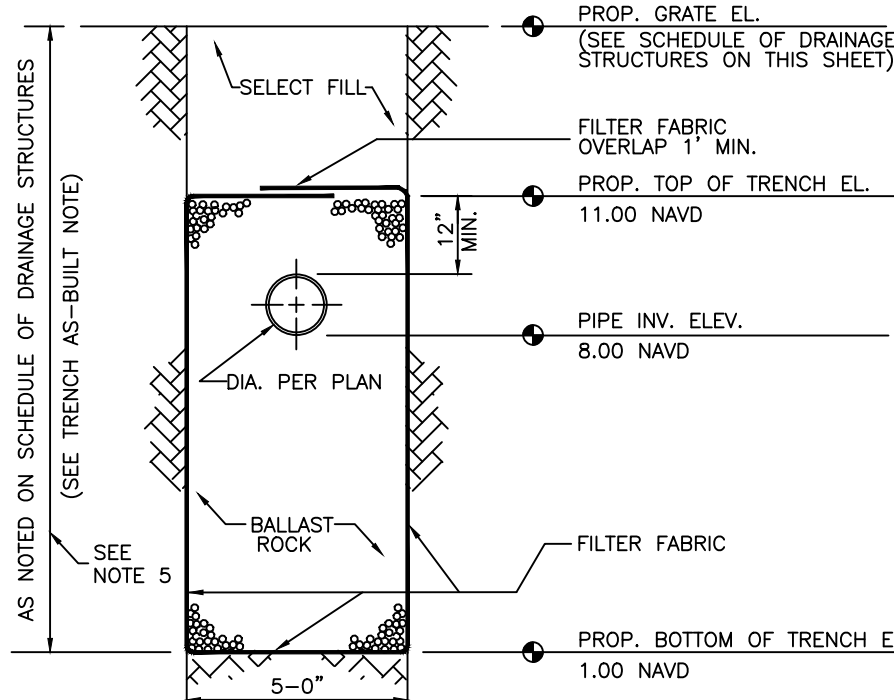 PROP. GRATE EL.
(SEE SCHEDULE OF DRAINAGE
STRUCTURES ON THIS SHEET)
SELECT FILL
FILTER FABRIC
OVERLAP 1' MIN.
PROP. TOP OF TRENCH EL.
11.00 NAVD
12"
MIN.
PIPE INV. ELEV.
8.00 NAVD
DIA. PER PLAN
AS NOTED ON SCHEDULE OF DRAINAGE STRUCTURES
(SEE TRENCH AS-BUILT NOTE)
BALLAST
ROCK
SEE
NOTE 5
FILTER FABRIC
PROP. BOTTOM OF TRENCH E
1.00 NAVD
5-0"